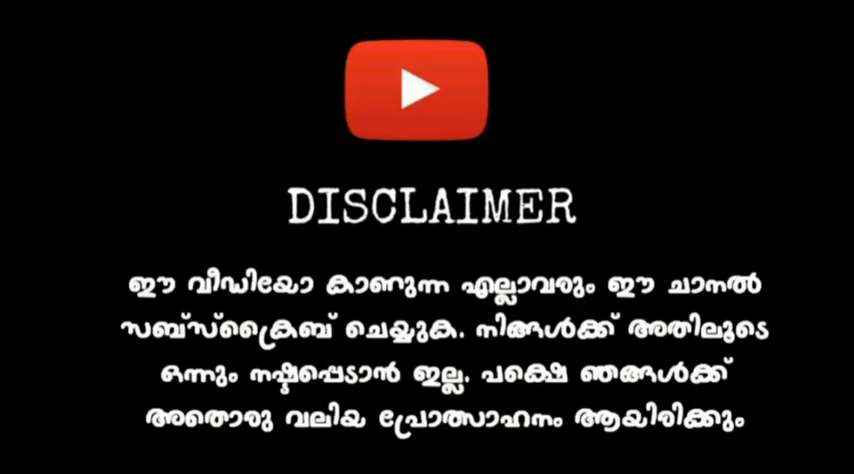 DISCLAIMER
ഈ വീഡിയോ കാണുന്ന എല്ലാവരും ഈ ചാനൽ
സബ്സ്ക്രൈബ് ചെയ്യുക. നിങ്ങൾക്ക് അതിലൂടെ
ഒന്നും നഷ്ടപ്പെടാൻ ഇല്ല. പക്ഷെ ഞങ്ങൾക്ക്
അതൊരു വലിയ പ്രോത്സാഹനം ആയിരിക്കും